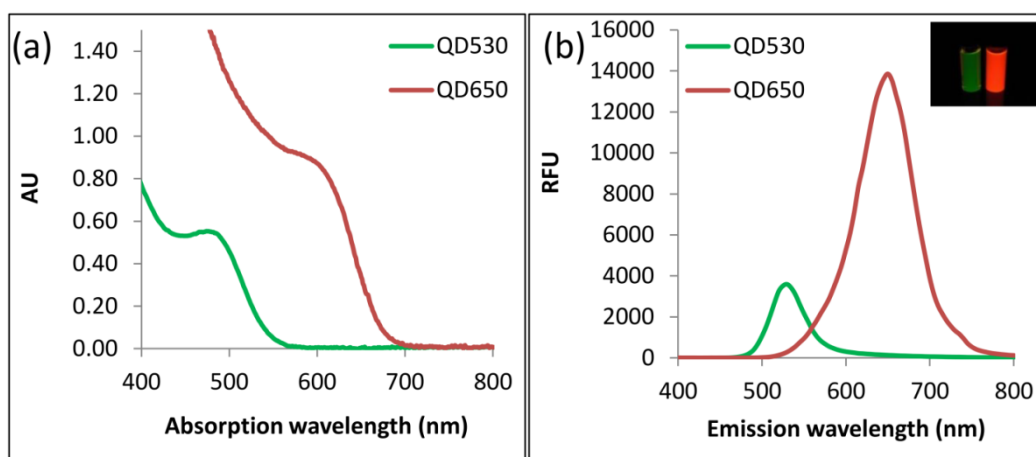 (a)
QD530
QD650
1.40
1.20
1.00
0.80
0.60
0.40
0.20
0.00
AU
400 500 600 700 800
Absorption wavelength (nm)
(b)
QD530
QD650
16000
14000
12000
10000
8000
6000
4000
2000
0
RFU
400 500 600 700 800
Emission wavelength (nm)